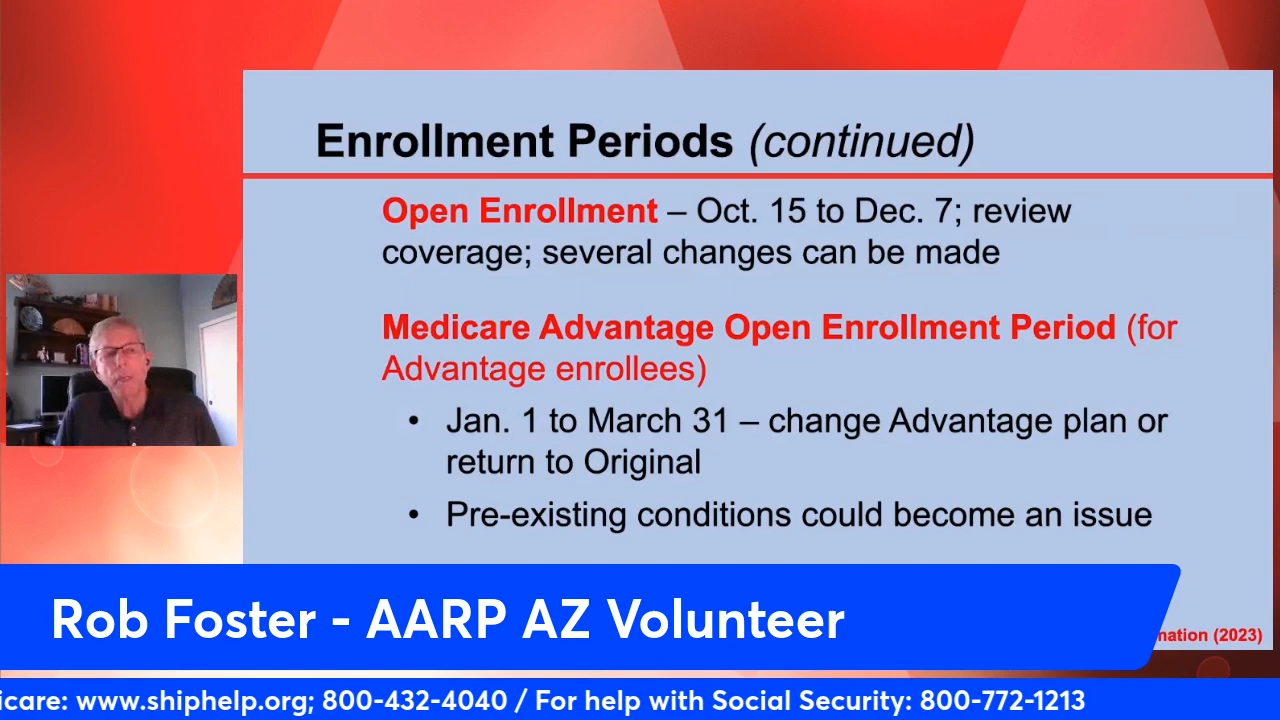 Enrollment Periods (continued)
Open Enrollment – Oct. 15 to Dec. 7; review
coverage; several changes can be made
Medicare Advantage Open Enrollment Period (for
Advantage enrollees)
• Jan. 1 to March 31 – change Advantage plan or
return to Original
• Pre-existing conditions could become an issue
Rob Foster - AARP AZ Volunteer
(2023)
www.shiphelp.org; 800-432-4040 / For help with Social Security: 800-772-1213